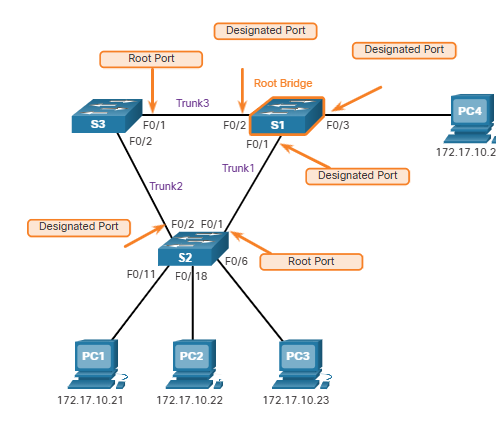 Designated Port
Designated Port
Root Port
Root Bridge
Trunk3
S3
F0/1
F0/2
S1
F0/3
PC4
F0/2
F0/1
172.17.10.2
Trunk1
Designated Port
Trunk2
Designated Port
F0/2
F0/1
S2
F0/6
Root Port
F0/11
F0/18
PC1
PC2
PC3
172.17.10.21
172.17.10.22
172.17.10.23